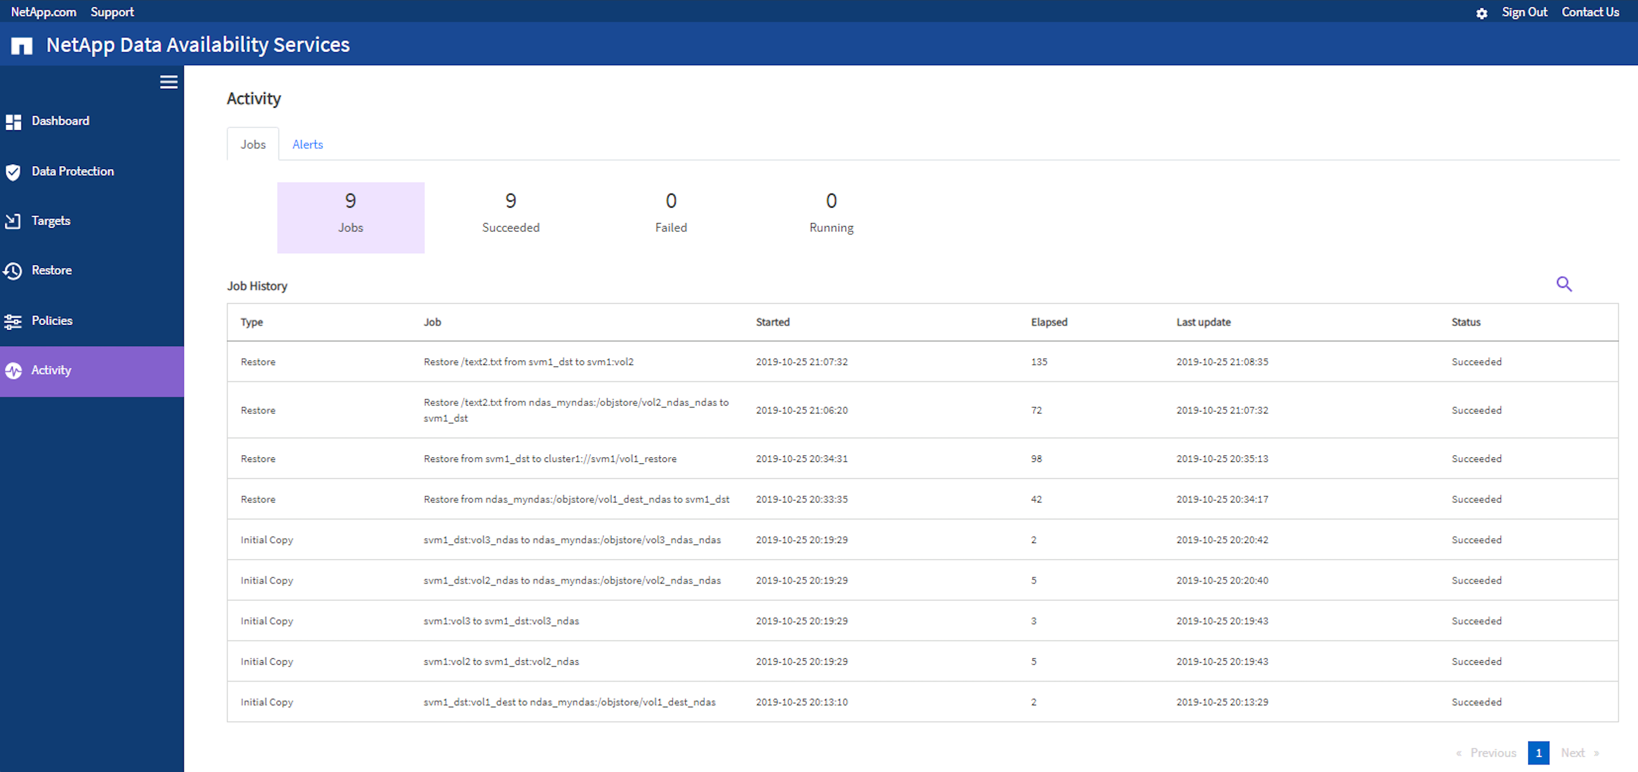 NetApp.com Support Sign Out Contact Us
NetApp Data Availability Services
Dashboard
Data Protection
Targets
Restore
Policies
Activity
Activity
Jobs Alerts
9 9 0 0
Jobs Succeeded Failed Running
Job History
Type Job Started Elapsed Last update Status
Restore Restore /text2.txt from svm1_dst to svm1:vol2 2019-10-25 21:07:32 135 2019-10-25 21:08:35 Succeeded
Restore Restore /text2.txt from ndas_myndas:/objstore/vol2_ndas_ndas to 2019-10-25 21:06:20 72 2019-10-25 21:07:32 Succeeded
svm1_dst
Restore Restore from svm1_dst to cluster1://svm1/vol1_restore 2019-10-25 20:34:31 98 2019-10-25 20:35:13 Succeeded
Restore Restore from ndas_myndas:/objstore/vol1_dest_ndas to svm1_dst 2019-10-25 20:33:35 42 2019-10-25 20:34:17 Succeeded
Initial Copy svm1_dst:vol3_ndas to ndas_myndas:/objstore/vol3_ndas_ndas 2019-10-25 20:19:29 2 2019-10-25 20:20:42 Succeeded
Initial Copy svm1_dst:vol2_ndas to ndas_myndas:/objstore/vol2_ndas_ndas 2019-10-25 20:19:29 5 2019-10-25 20:20:40 Succeeded
Initial Copy svm1:vol3 to svm1_dst:vol3_ndas 2019-10-25 20:19:29 3 2019-10-25 20:19:43 Succeeded
Initial Copy svm1:vol2 to svm1_dst:vol2_ndas 2019-10-25 20:19:29 5 2019-10-25 20:19:43 Succeeded
Initial Copy svm1_dst:vol1_dest to ndas_myndas:/objstore/vol1_dest_ndas 2019-10-25 20:13:10 2 2019-10-25 20:13:29 Succeeded
« Previous 1 Next »